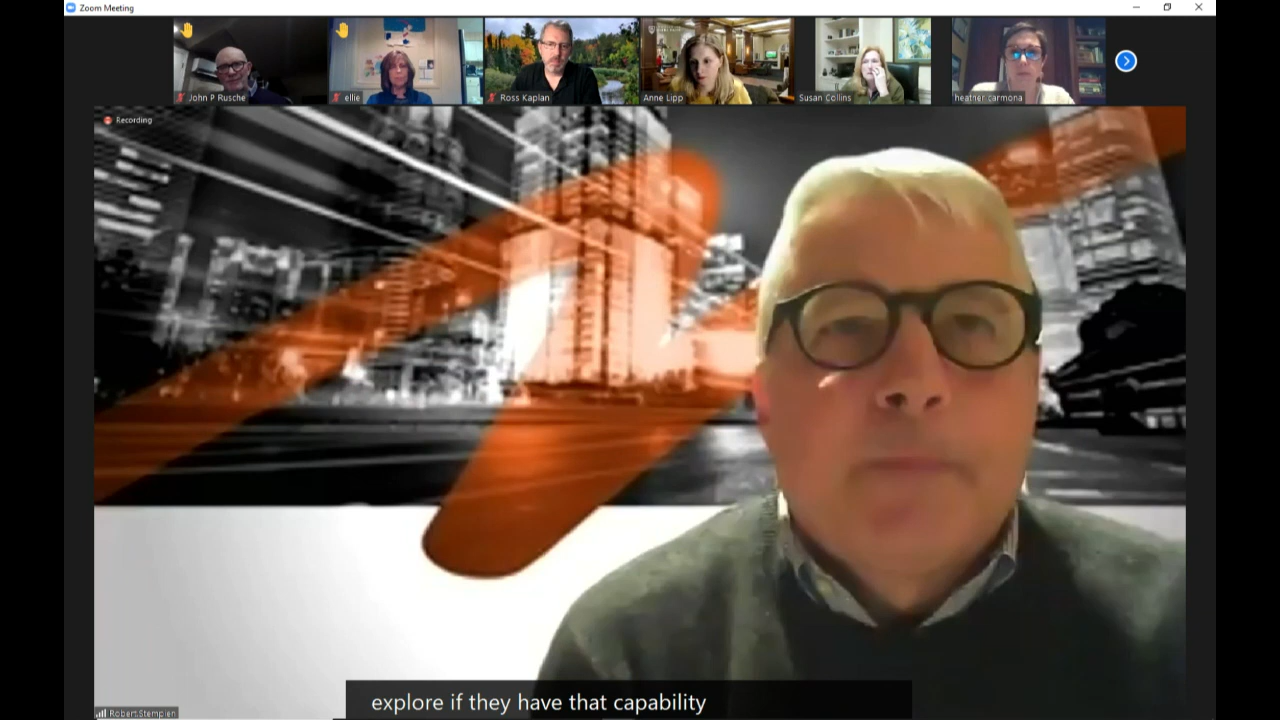 Zoom Meeting
John P Rusche
ellie
Ross Kaplan
Anne Lipp
Susan Collins
heather carmona
Recording
explore if they have that capability
Robert Stempien